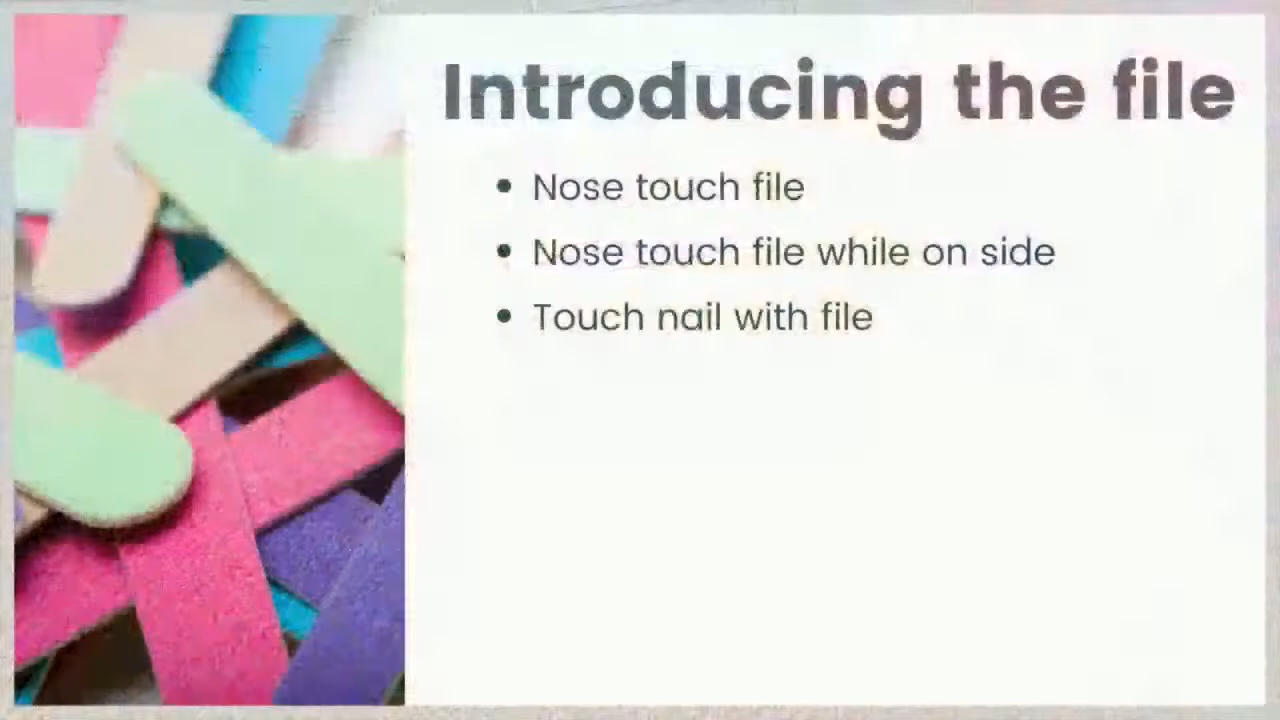 Introducing the file
• Nose touch file
• Nose touch file while on side
• Touch nail with file